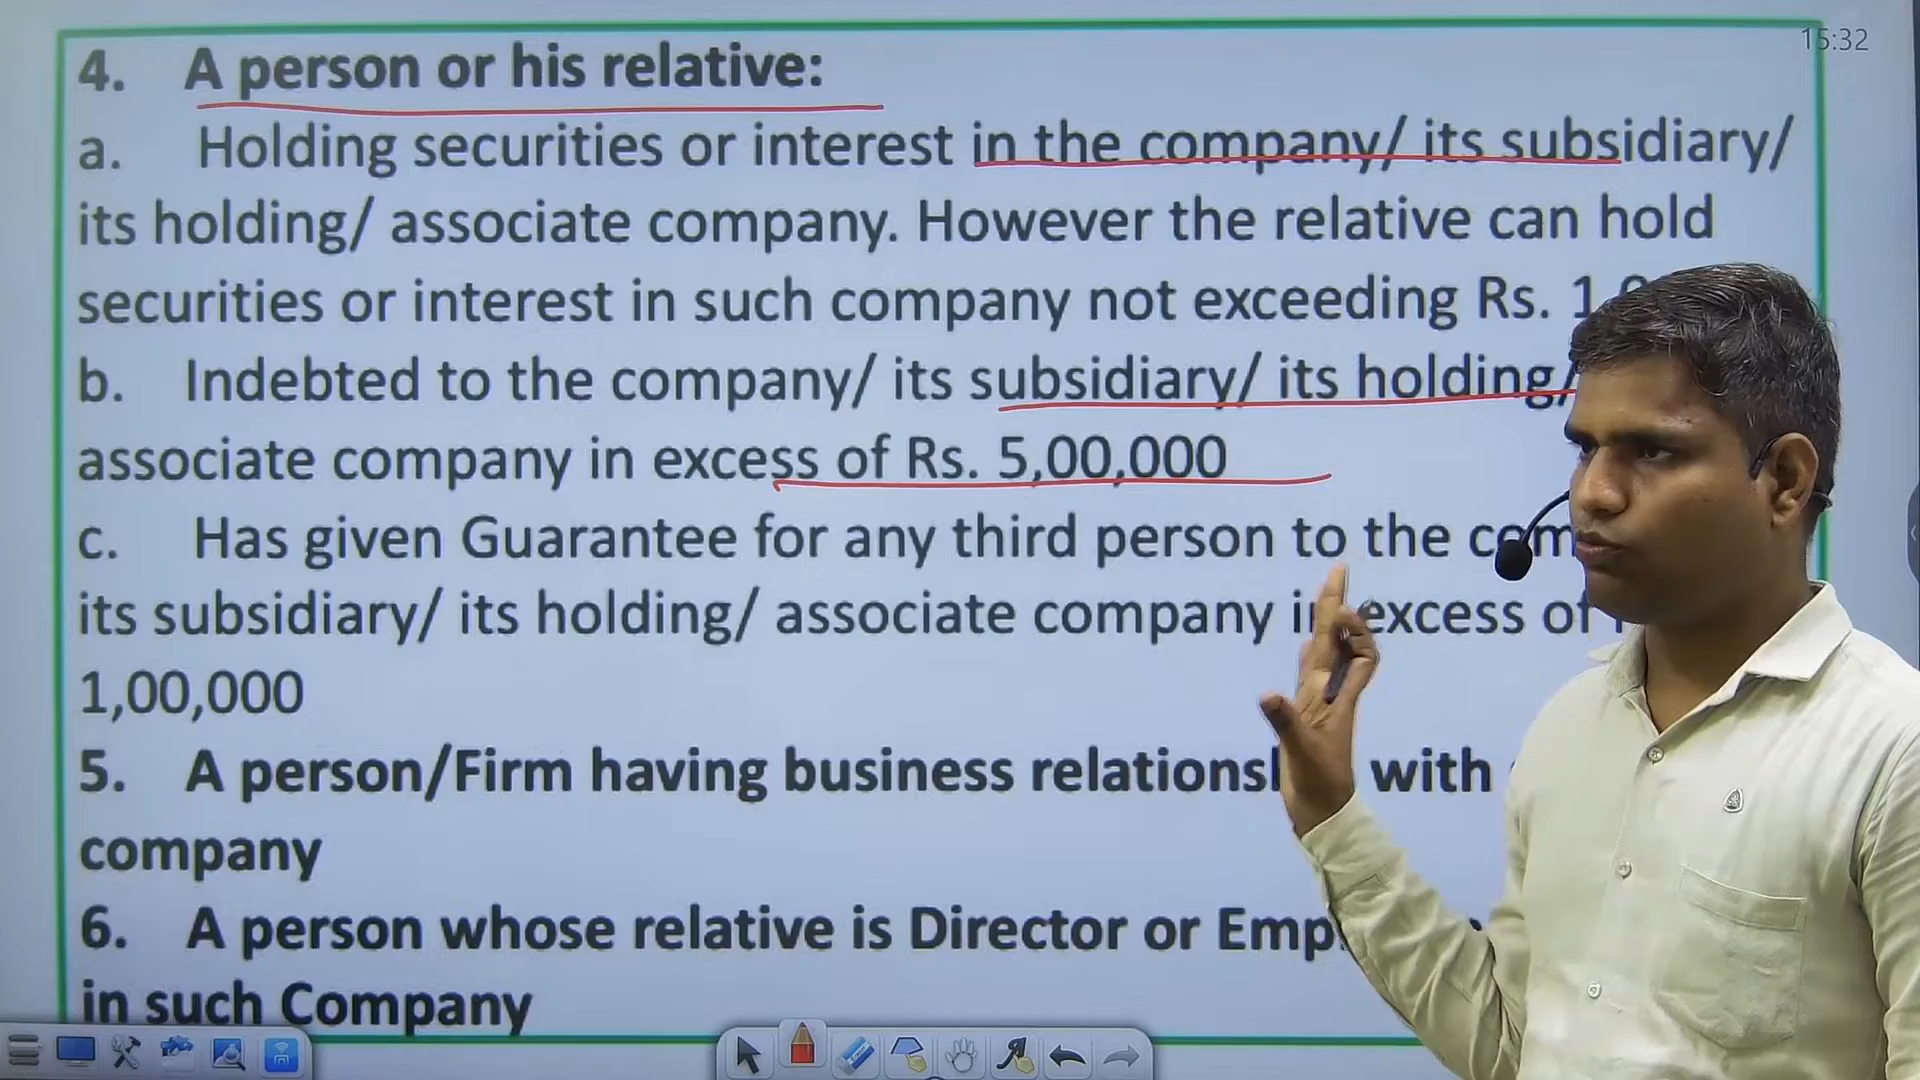 15:32
4. A person or his relative:
a. Holding securities or interest in the company/ its subsidiary/
its holding/ associate company. However the relative can hold
securities or interest in such company not exceeding Rs.
b. Indebted to the company/ its subsidiary/ its holding/
associate company in excess of Rs. 5,00,000
c. Has given Guarantee for any third person to the
its subsidiary/ its holding/ associate company in excess of
1,00,000
5. A person/Firm having business relationship with
company
6. A person whose relative is Director or
in such Company